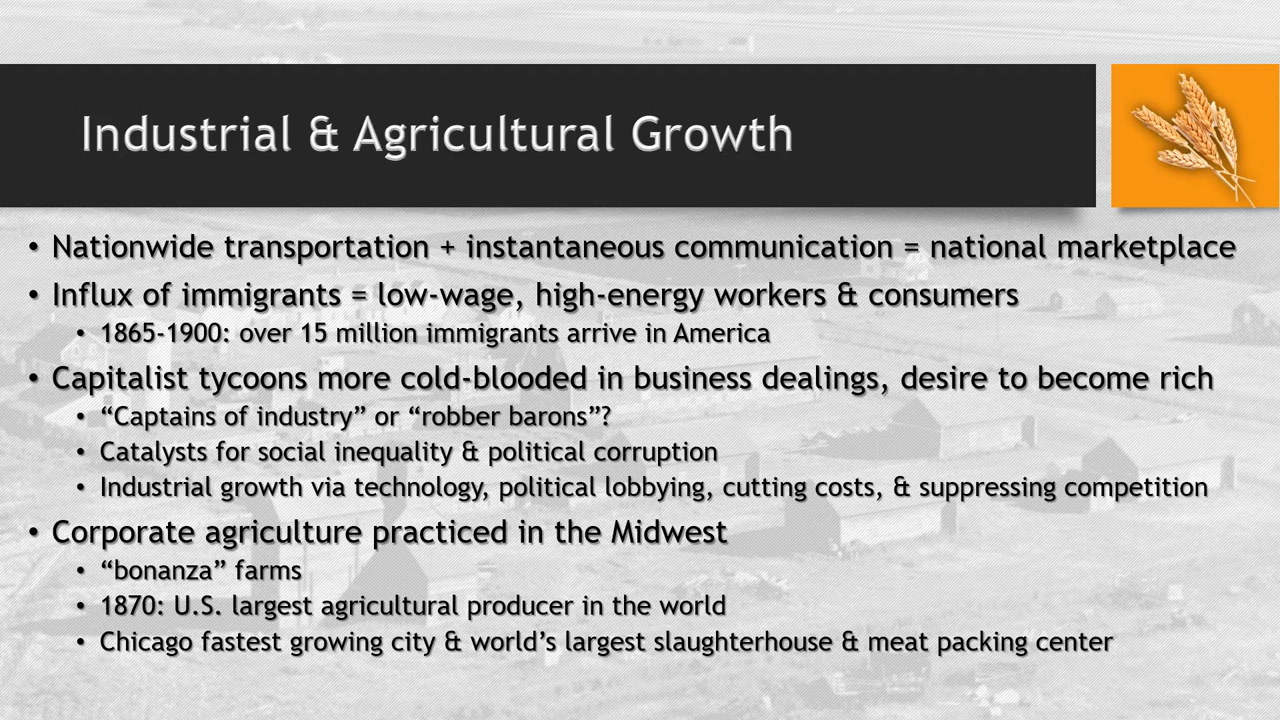 Industrial & Agricultural Growth
• Nationwide transportation + instantaneous communication = national marketplace
• Influx of immigrants = low-wage, high-energy workers & consumers
• 1865-1900: over 15 million immigrants arrive in America
• Capitalist tycoons more cold-blooded in business dealings, desire to become rich
• “Captains of industry” or “robber barons”?
• Catalysts for social inequality & political corruption
• Industrial growth via technology, political lobbying, cutting costs, & suppressing competition
• Corporate agriculture practiced in the Midwest
• “bonanza” farms
• 1870: U.S. largest agricultural producer in the world
• Chicago fastest growing city & world’s largest slaughterhouse & meat packing center